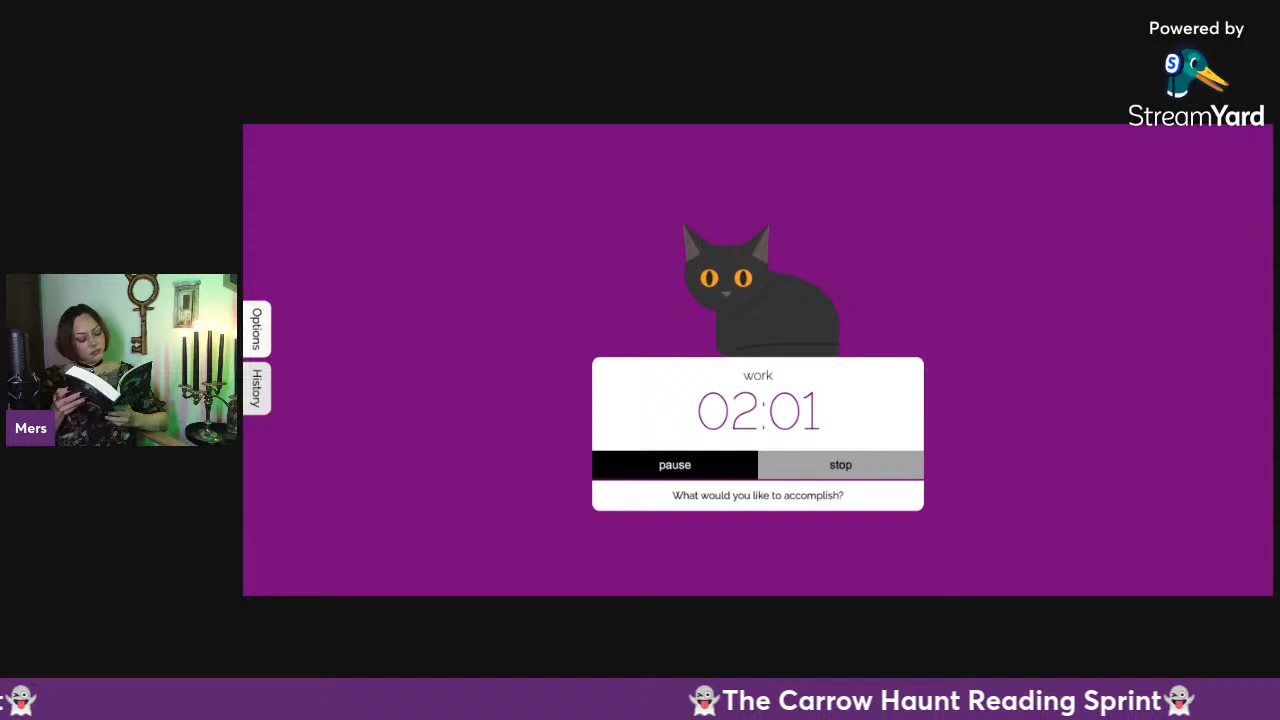 Powered by
S
StreamYard
Options
History
work
02:01
pause
stop
What would you like to accomplish?
Mers
👻The Carrow Haunt Reading Sprint👻